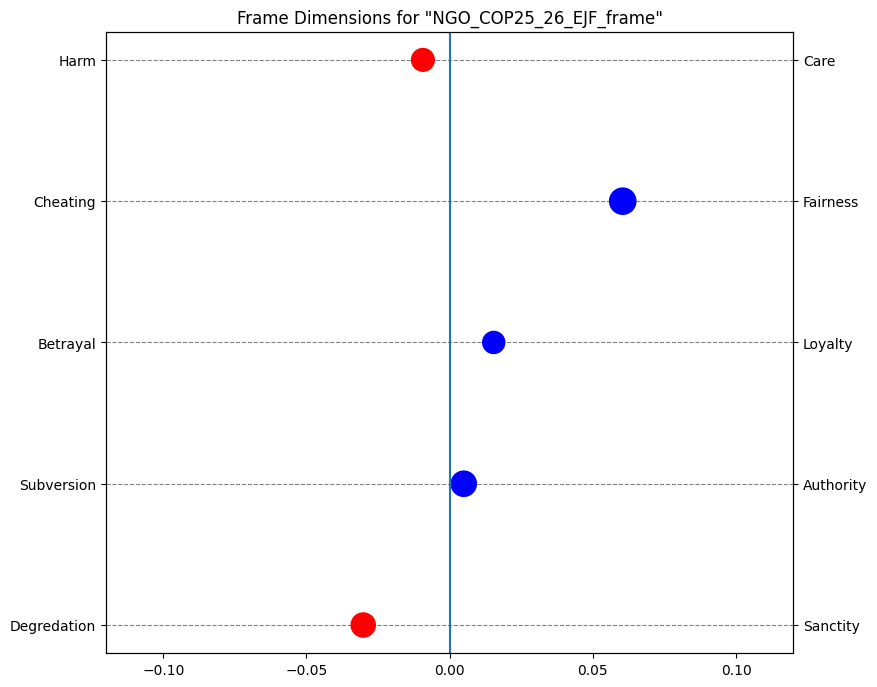 Frame Dimensions for "NGO_COP25_26_EJF_frame"
Harm
Care
Cheating
Fairness
Betrayal
Loyalty
Subversion
Authority
Degredation
Sanctity
−0.10
−0.05
0.00
0.05
0.10